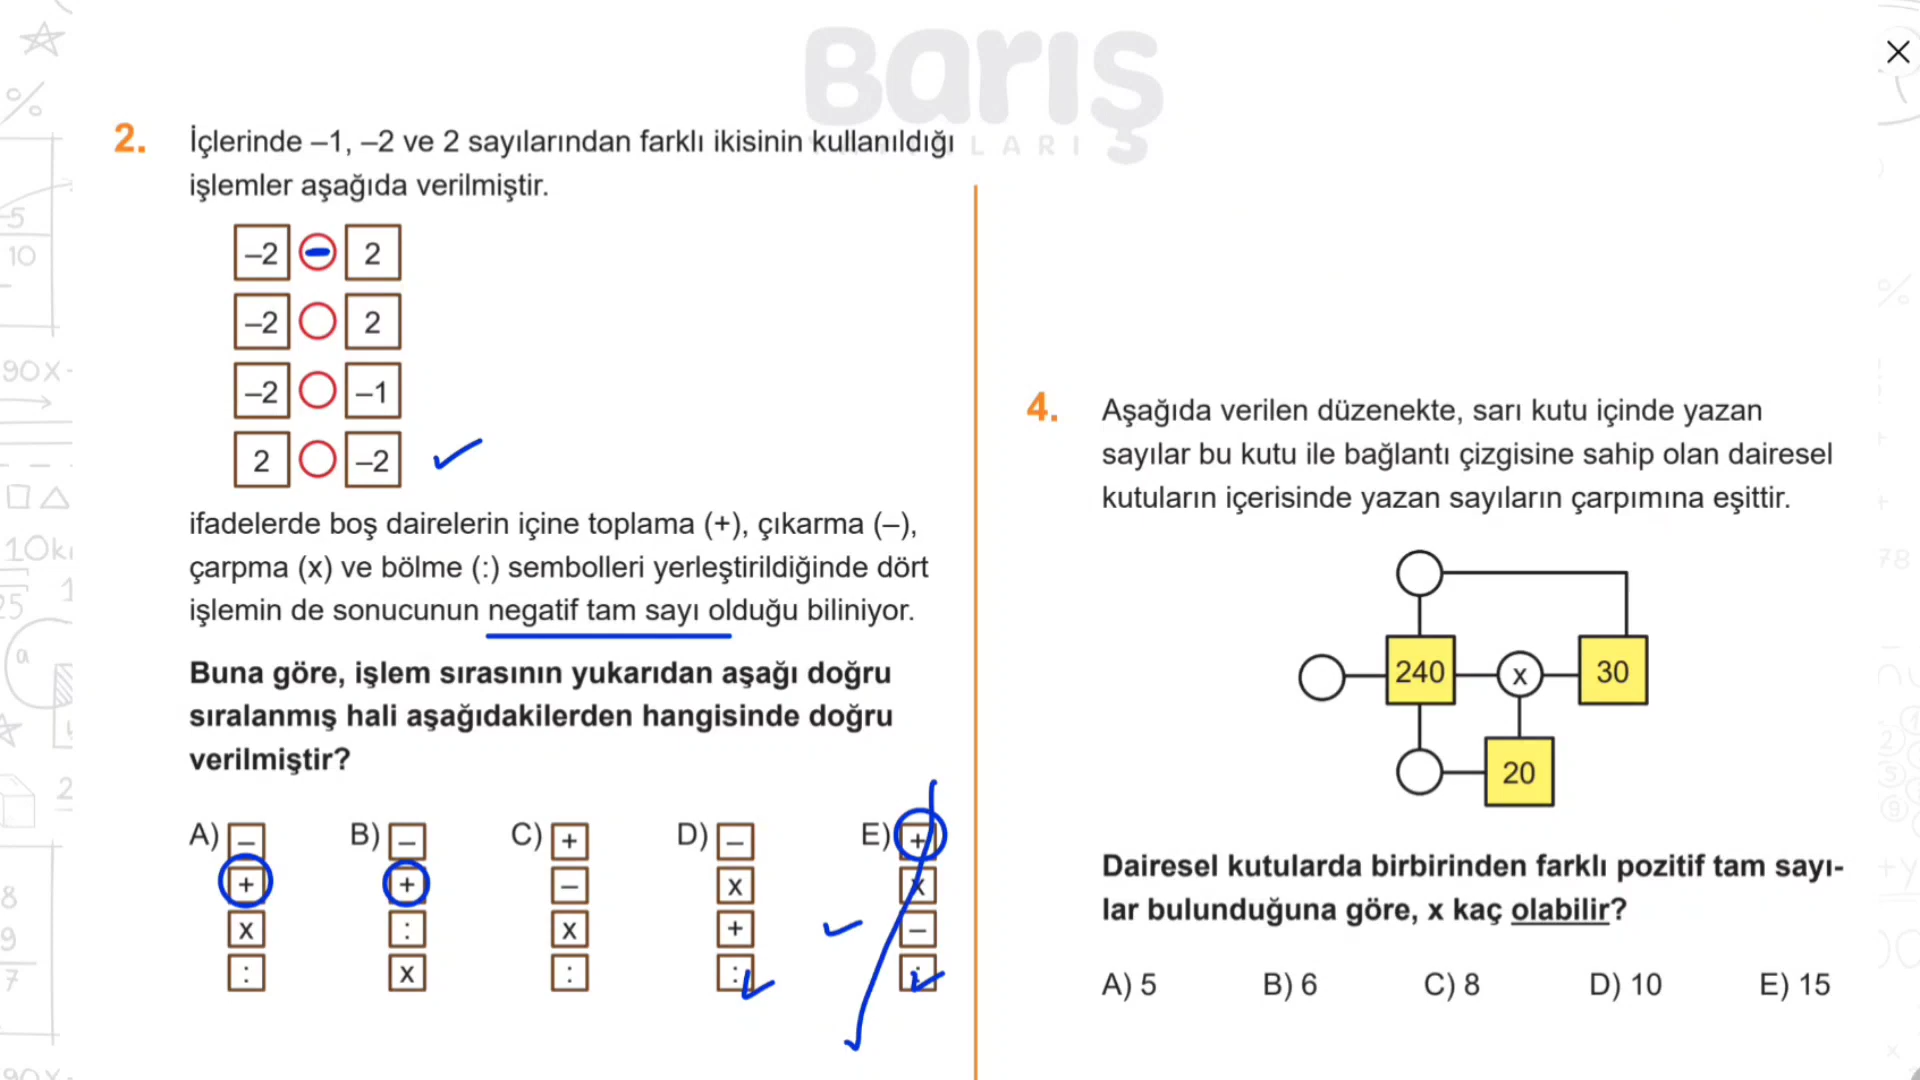 Barış
LARI
2. İçlerinde –1, –2 ve 2 sayılarından farklı ikisinin kullanıldığı
işlemler aşağıda verilmiştir.
–2 – 2
–2 2
–2 –1
2 –2
ifadelerde boş dairelerin içine toplama (+), çıkarma (–),
çarpma (x) ve bölme (:) sembolleri yerleştirildiğinde dört
işlemin de sonucunun negatif tam sayı olduğu biliniyor.
Buna göre, işlem sırasının yukarıdan aşağı doğru
sıralanmış hali aşağıdakilerden hangisinde doğru
verilmiştir?
A) – B) – C) + D) – E) +
+ + – x x
x : x + –
: x : : :
4. Aşağıda verilen düzenekte, sarı kutu içinde yazan
sayılar bu kutu ile bağlantı çizgisine sahip olan dairesel
kutuların içerisinde yazan sayıların çarpımına eşittir.
240 x 30
20
Dairesel kutularda birbirinden farklı pozitif tam sayı-
lar bulunduğuna göre, x kaç olabilir?
A) 5 B) 6 C) 8 D) 10 E) 15